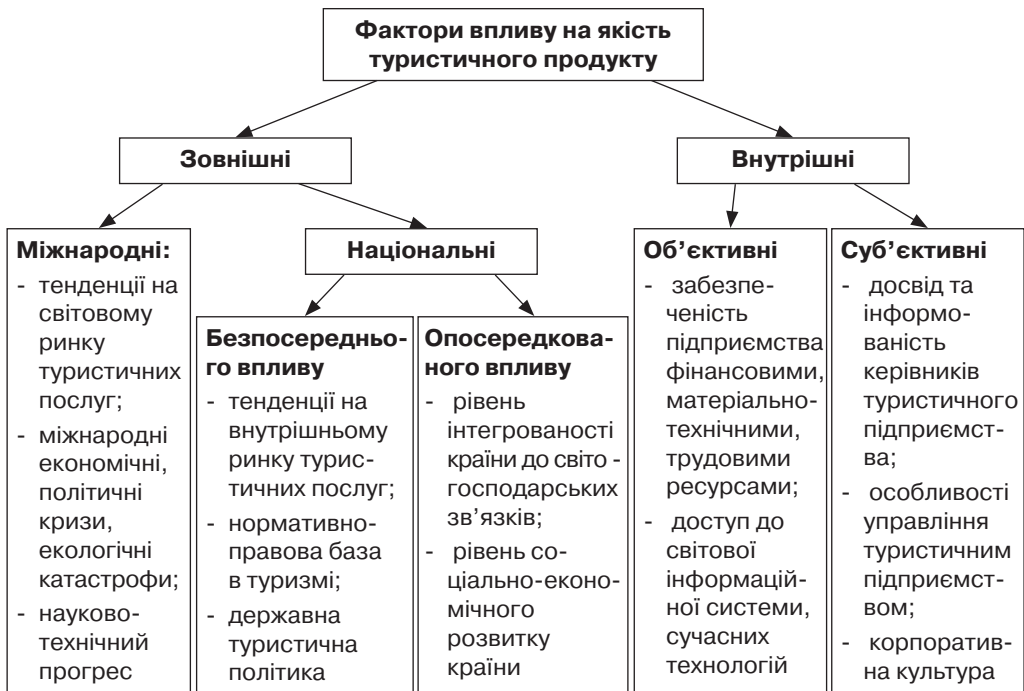 Фактори впливу на якість
туристичного продукту
Зовнішні
Внутрішні
Міжнародні:
- тенденції на
світовому
ринку
туристичних
послуг;
- міжнародні
економічні,
політичні
кризи,
екологічні
катастрофи;
- науково-
технічний
прогрес
Національні
Безпосередньо-
го впливу
- тенденції на
внутрішньому
ринку турис-
тичних послуг;
- нормативно-
правова база
в туризмі;
- державна
туристична
політика
Опосередкова-
ного впливу
- рівень
інтегрованості
країни до світо -
господарських
зв’язків;
- рівень со-
ціально-еконо-
мічного
розвитку
країни
Об’єктивні
- забезпе-
ченість
підприємства
фінансовими,
матеріально-
технічними,
трудовими
ресурсами;
- доступ до
світової
інформацій-
ної системи,
сучасних
технологій
Суб’єктивні
- досвід та
інформо-
ваність
керівників
туристичного
підприємст-
ва;
- особливості
управління
туристичним
підприємст-
вом;
- корпоратив-
на культура